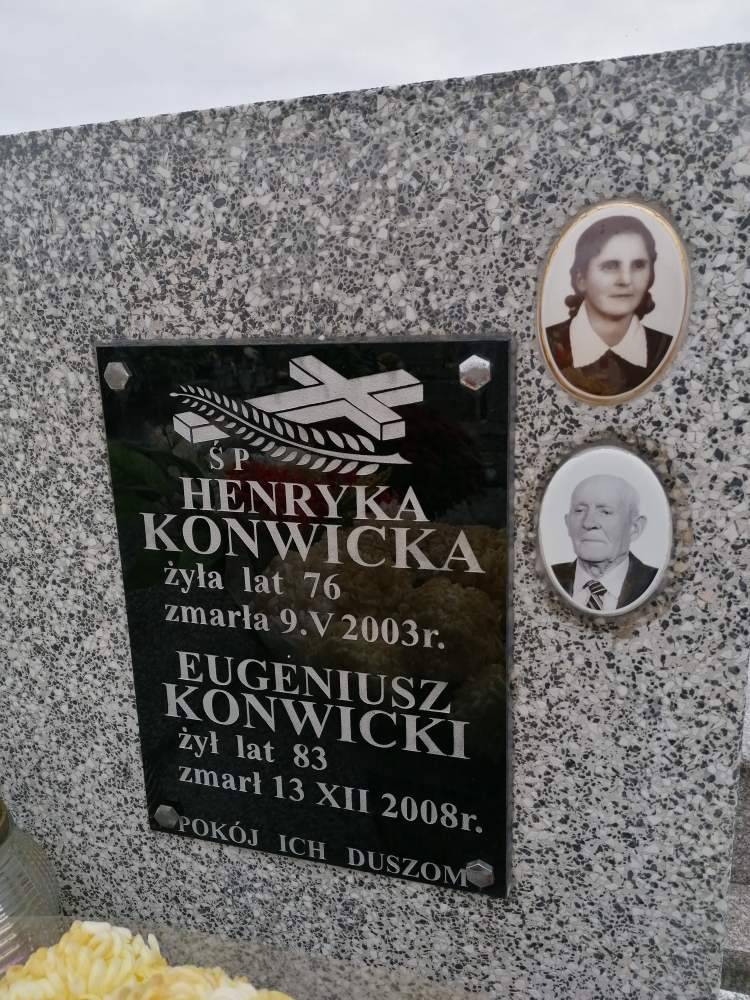 Ś P
HENRYKA
KONWICKA
żyła lat 76
zmarła 9.V 2003r.
EUGENIUSZ
KONWICKI
żył lat 83
zmarł 13 XII 2008r.
POKÓJ ICH DUSZOM